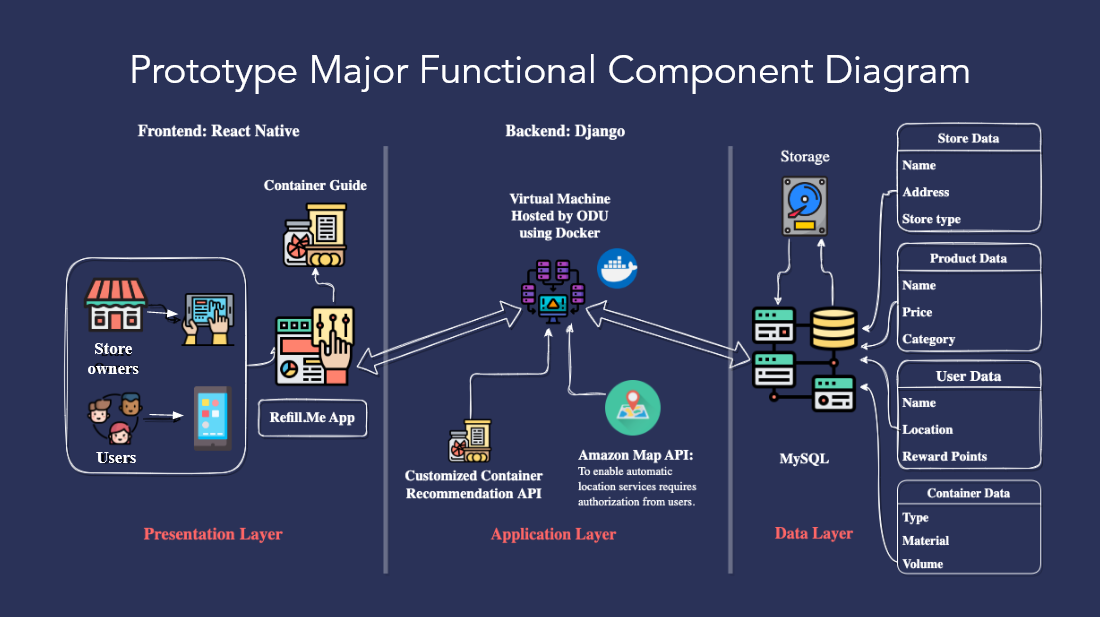 Prototype Major Functional Component Diagram
Frontend: React Native
Backend: Django
Container Guide
Store
owners
Users
Refill.Me App
Presentation Layer
Virtual Machine
Hosted by ODU
using Docker
Customized Container
Recommendation API
Amazon Map API:
To enable automatic
location services requires
authorization from users.
Application Layer
Storage
MySQL
Data Layer
Store Data
Name
Address
Store type
Product Data
Name
Price
Category
User Data
Name
Location
Reward Points
Container Data
Type
Material
Volume